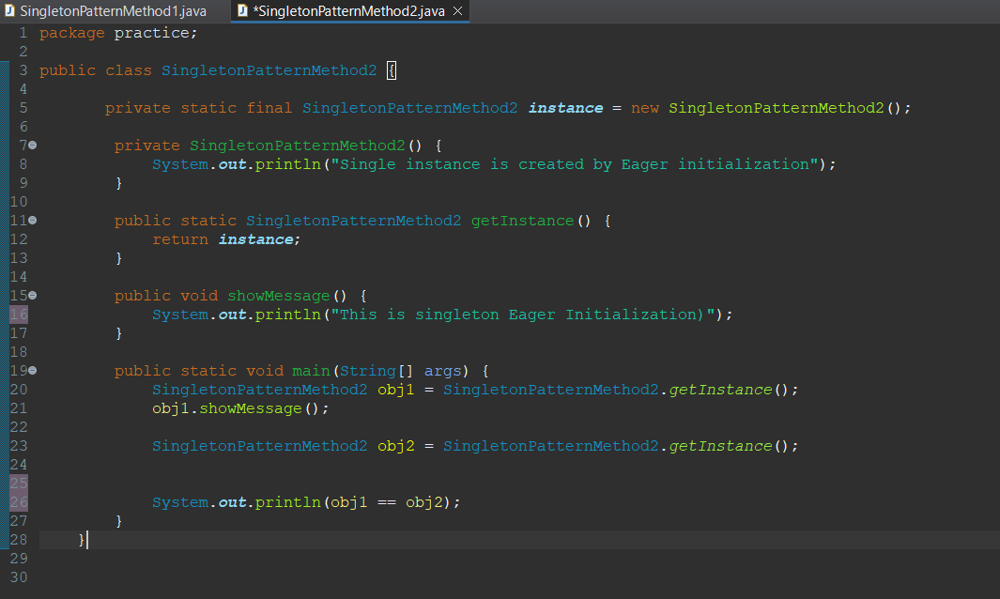 SingletonPatternMethod1.java *SingletonPatternMethod2.java
1 package practice;
2
3 public class SingletonPatternMethod2 {
4
5 private static final SingletonPatternMethod2 instance = new SingletonPatternMethod2();
6
7 private SingletonPatternMethod2() {
8 System.out.println("Single instance is created by Eager initialization");
9 }
10
11 public static SingletonPatternMethod2 getInstance() {
12 return instance;
13 }
14
15 public void showMessage() {
16 System.out.println("This is singleton Eager Initialization)");
17 }
18
19 public static void main(String[] args) {
20 SingletonPatternMethod2 obj1 = SingletonPatternMethod2.getInstance();
21 obj1.showMessage();
22
23 SingletonPatternMethod2 obj2 = SingletonPatternMethod2.getInstance();
24
25
26 System.out.println(obj1 == obj2);
27 }
28 }
29
30